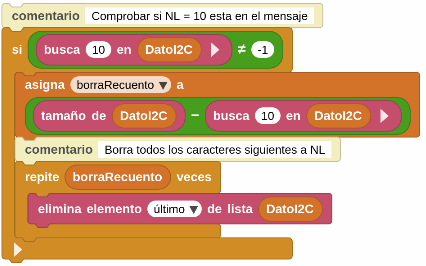 comentario Comprobar si NL = 10 esta en el mensaje
si busca 10 en DatoI2C ≠ -1
asigna borraRecuento a
tamaño de DatoI2C − busca 10 en DatoI2C
comentario Borra todos los caracteres siguientes a NL
repite borraRecuento veces
elimina elemento último de lista DatoI2C